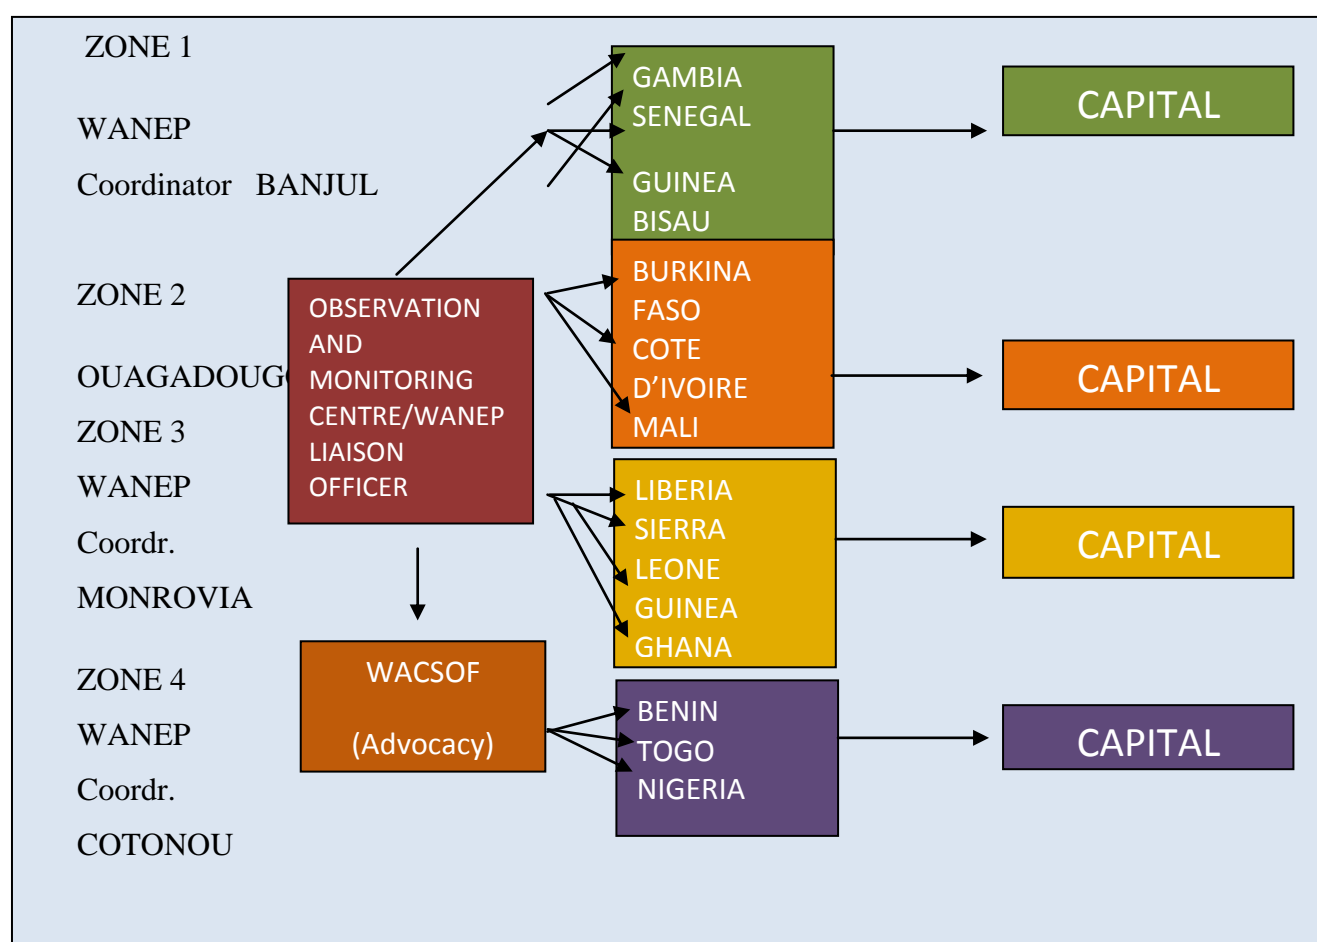 ZONE 1
WANEP
Coordinator BANJUL
ZONE 2
OUAGADOUG
ZONE 3
WANEP
Coordr.
MONROVIA
ZONE 4
WANEP
Coordr.
COTONOU
OBSERVATION
AND
MONITORING
CENTRE/WANEP
LIAISON
OFFICER
WACSOF
(Advocacy)
GAMBIA
SENEGAL
GUINEA
BISAU
BURKINA
FASO
COTE
D’IVOIRE
MALI
LIBERIA
SIERRA
LEONE
GUINEA
GHANA
BENIN
TOGO
NIGERIA
CAPITAL
CAPITAL
CAPITAL
CAPITAL